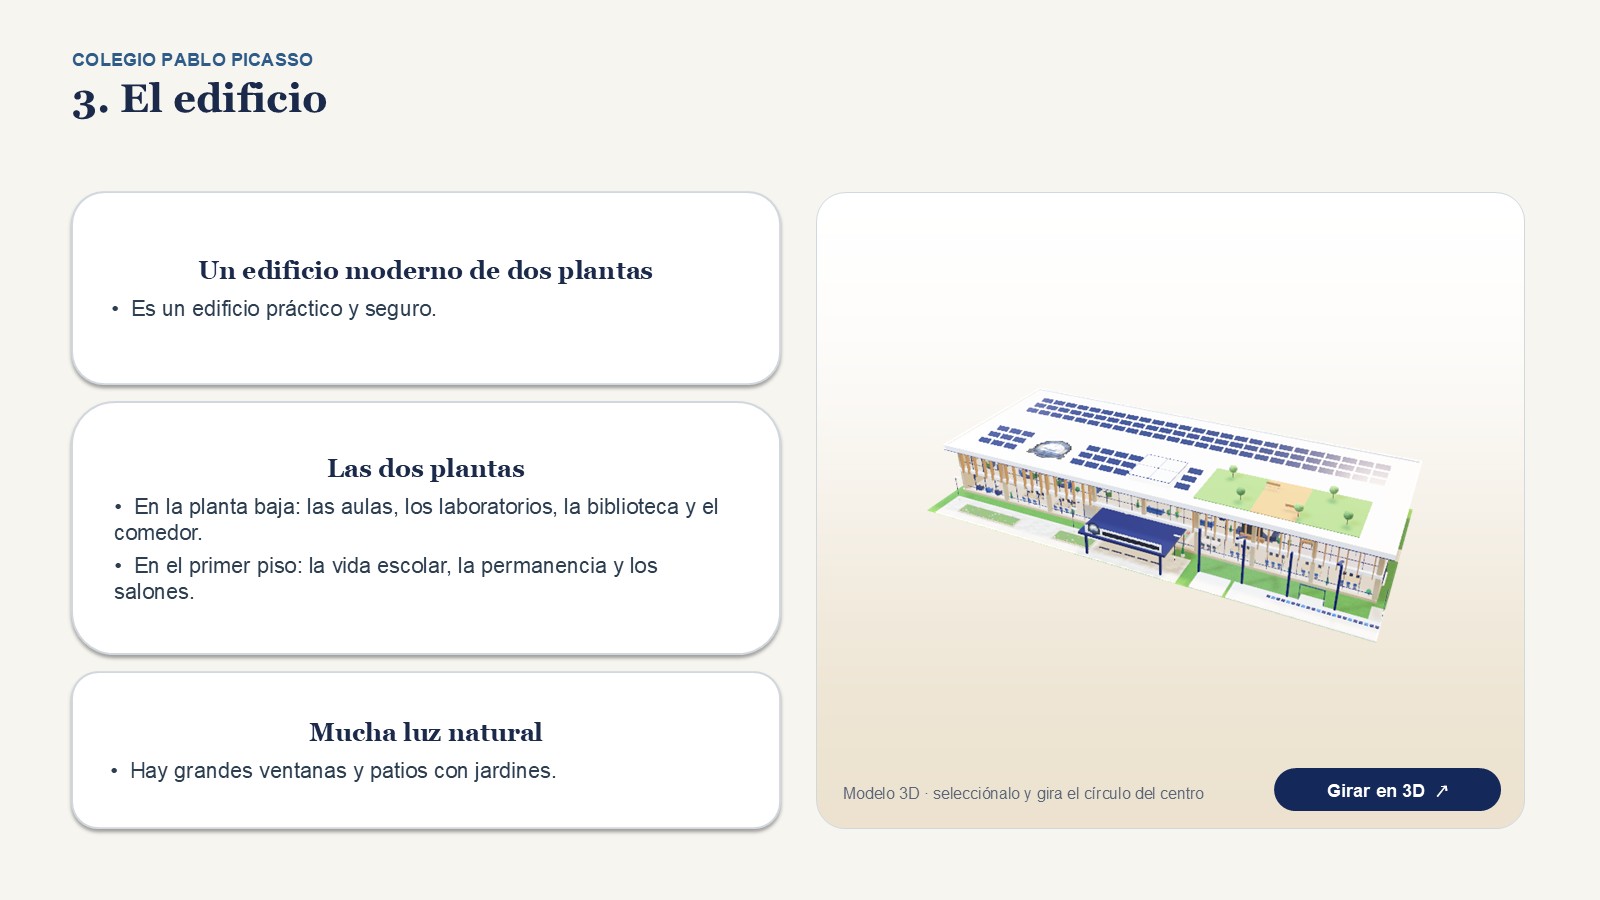 COLEGIO PABLO PICASSO
3. El edificio
Un edificio moderno de dos plantas
• Es un edificio práctico y seguro.
Las dos plantas
• En la planta baja: las aulas, los laboratorios, la biblioteca y el
comedor.
• En el primer piso: la vida escolar, la permanencia y los
salones.
Mucha luz natural
• Hay grandes ventanas y patios con jardines.
Modelo 3D · selecciónalo y gira el círculo del centro
Girar en 3D ↗